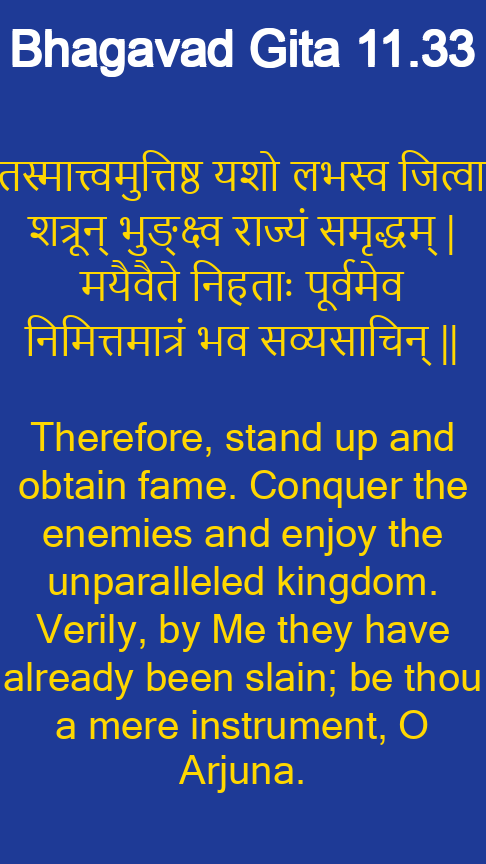 Bhagavad Gita 11.33
तस्मात्त्वमुत्तिष्ठ यशो लभस्व जित्वा
शत्रून् भुङ्क्ष्व राज्यं समृद्धम् |
मयैवैते निहताः पूर्वमेव
निमित्तमात्रं भव सव्यसाचिन् ||
Therefore, stand up and
obtain fame. Conquer the
enemies and enjoy the
unparalleled kingdom.
Verily, by Me they have
already been slain; be thou
a mere instrument, O
Arjuna.